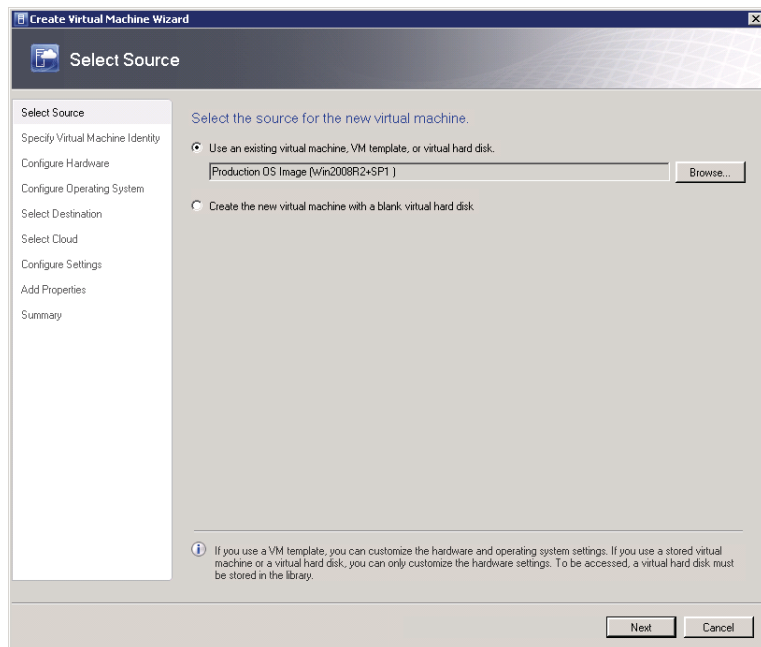 Create Virtual Machine Wizard
Select Source
Select Source
Specify Virtual Machine Identity
Configure Hardware
Configure Operating System
Select Destination
Select Cloud
Configure Settings
Add Properties
Summary
Select the source for the new virtual machine.
Use an existing virtual machine, VM template, or virtual hard disk.
Production OS Image (Win2008R2+SP1 )
Browse...
Create the new virtual machine with a blank virtual hard disk
If you use a VM template, you can customize the hardware and operating system settings. If you use a stored virtual
machine or a virtual hard disk, you can only customize the hardware settings. To be accessed, a virtual hard disk must
be stored in the library.
Next
Cancel